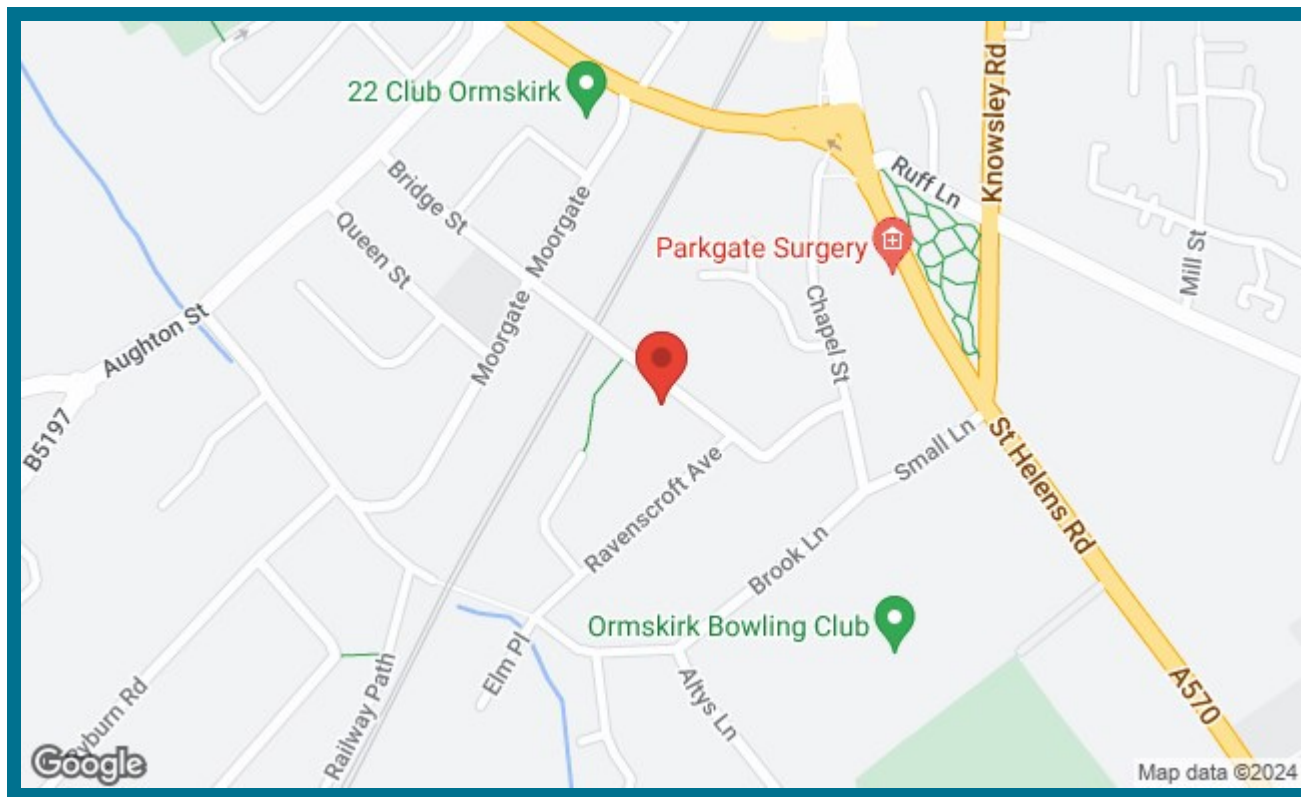 22 Club Ormskirk
Knowsley Rd
Bridge St
Ruff Ln
Moorgate
Queen St
Parkgate Surgery
Mill St
Aughton St
Moorgate
Chapel St
B5197
Small Ln
St Helens Rd
Ravenscroft Ave
Brook Ln
Ormskirk Bowling Club
Elm Pl
Railway Path
Altys Ln
A570
Google
Map data ©2024